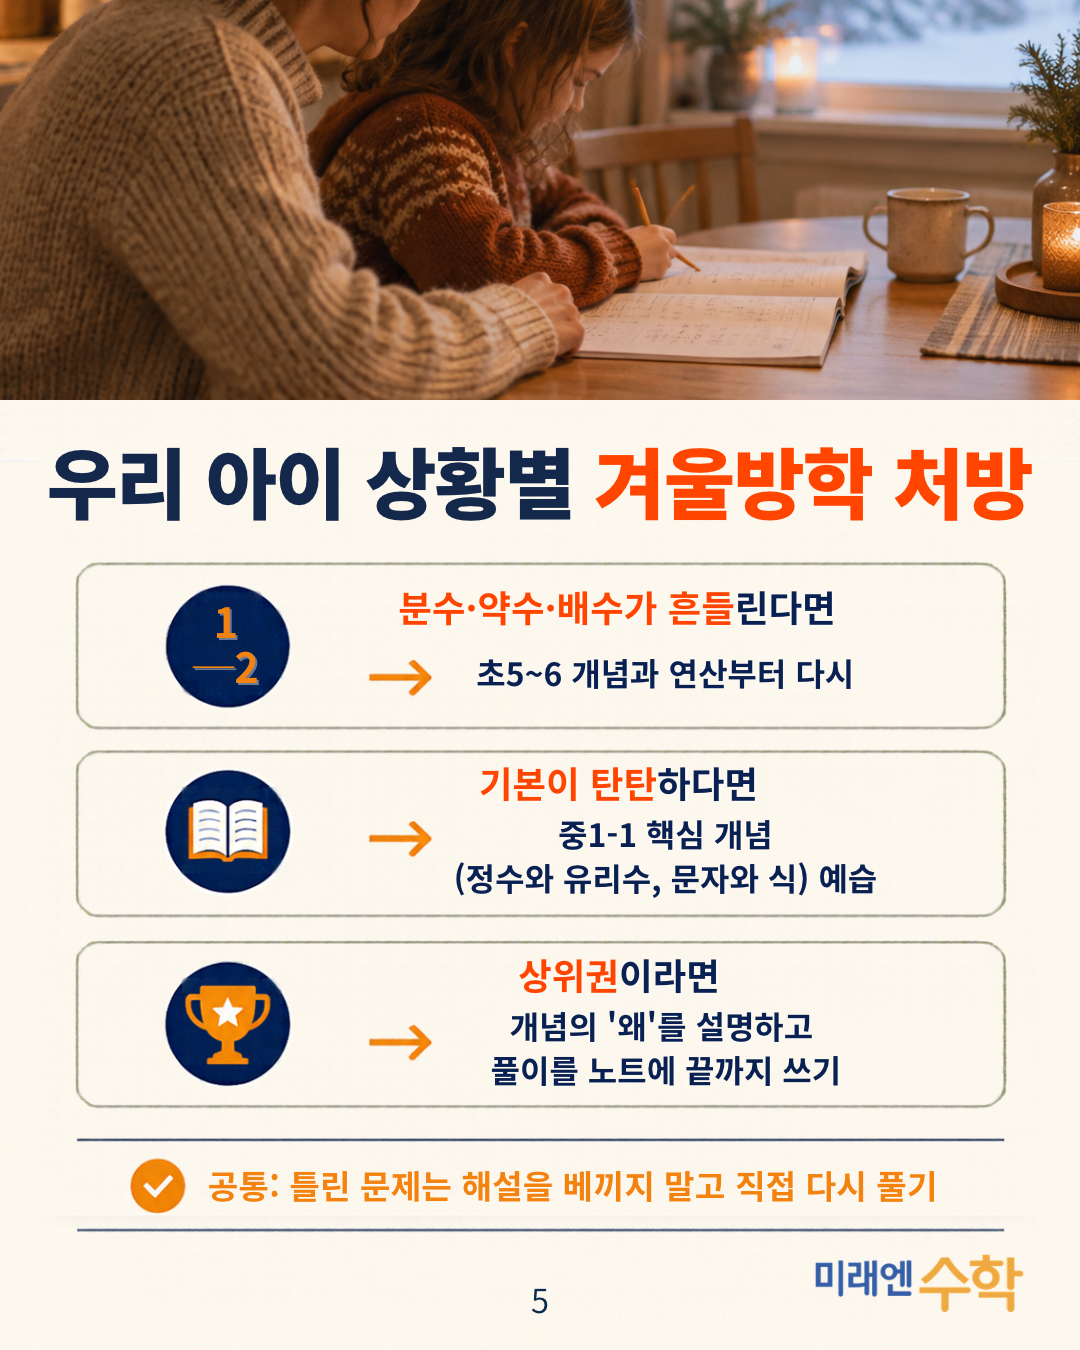 우리 아이 상황별 겨울방학 처방
1
—2
분수·약수·배수가 흔들린다면
→ 초5~6 개념과 연산부터 다시
기본이 탄탄하다면
→ 중1-1 핵심 개념
(정수와 유리수, 문자와 식) 예습
상위권이라면
→ 개념의 '왜'를 설명하고
풀이를 노트에 끝까지 쓰기
공통: 틀린 문제는 해설을 베끼지 말고 직접 다시 풀기
미래엔수학
5